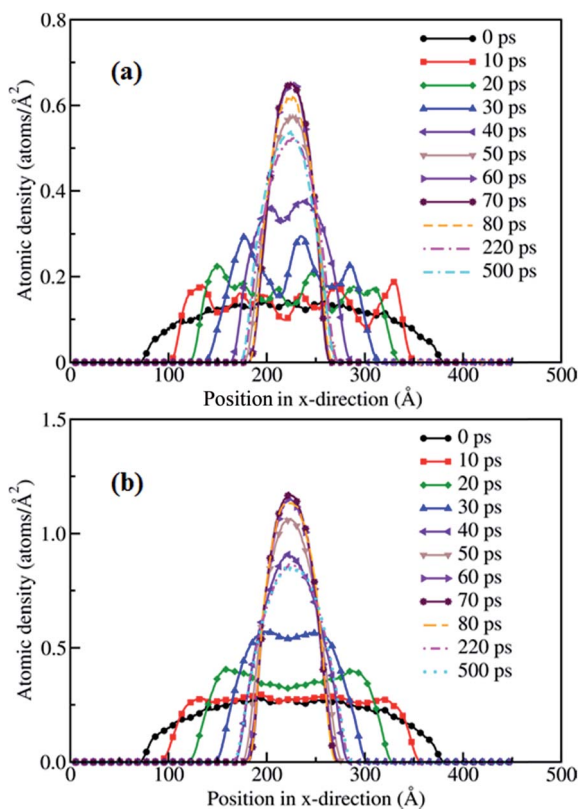 (a)
0 ps
10 ps
20 ps
30 ps
40 ps
50 ps
60 ps
70 ps
80 ps
220 ps
500 ps
0.8
0.6
0.4
0.2
0
Atomic density (atoms/Å²)
0 100 200 300 400 500
Position in x-direction (Å)
(b)
0 ps
10 ps
20 ps
30 ps
40 ps
50 ps
60 ps
70 ps
80 ps
220 ps
500 ps
1.5
1.0
0.5
0.0
Atomic density (atoms/Å²)
0 100 200 300 400 500
Position in x-direction (Å)